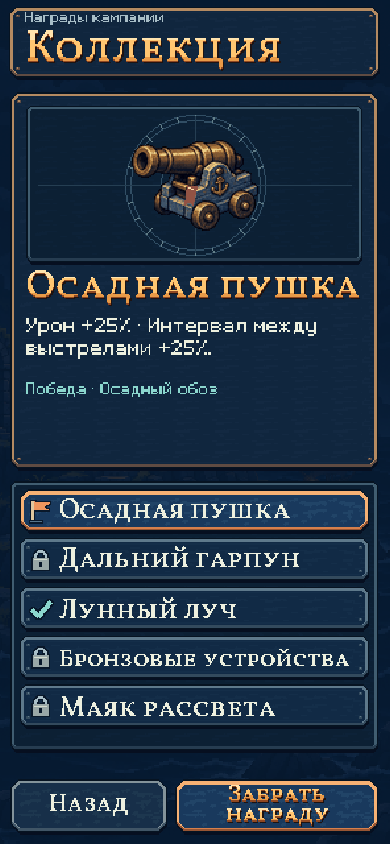 Награды кампании
Коллекция
Осадная пушка
Урон +25% · Интервал между
выстрелами +25%.
Победа · Осадный обоз
Осадная пушка
Дальний гарпун
Лунный луч
Бронзовые устройства
Маяк рассвета
Назад
Забрать
награду